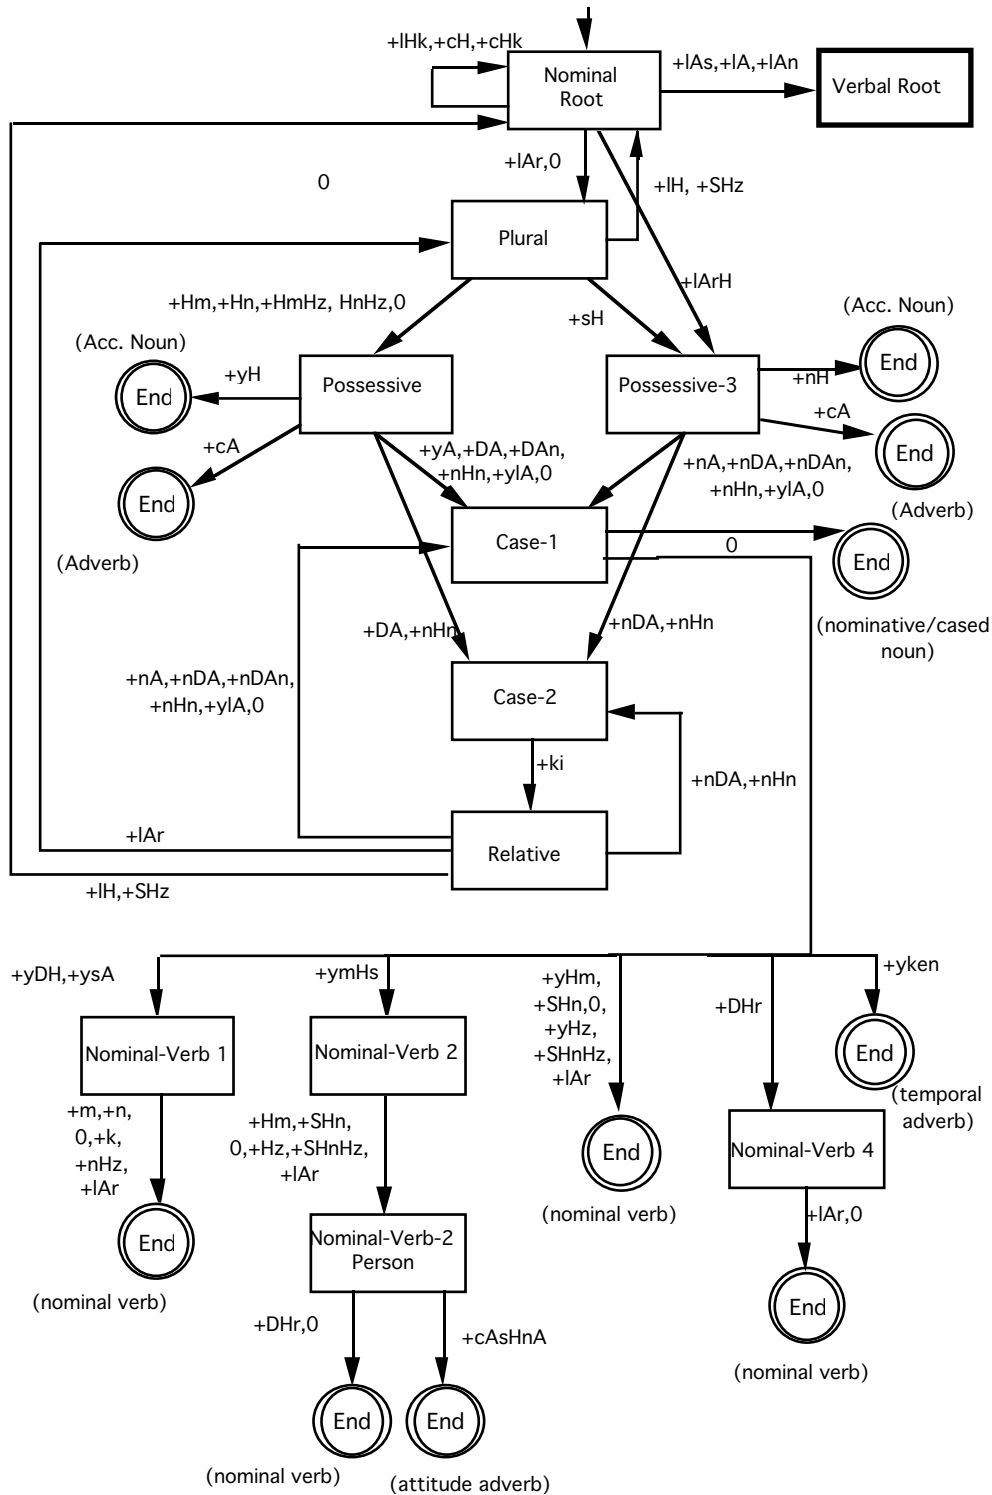 +lHk,+cH,+cHk
Nominal
Root
+lAs,+lA,+lAn
Verbal Root
+lAr,0
0
+lH, +SHz
Plural
+lArH
+Hm,+Hn,+HmHz, HnHz,0
+sH
(Acc. Noun)
(Acc. Noun)
End
+yH
Possessive
Possessive-3
+nH
End
+cA
+cA
+yA,+DA,+DAn,
+nHn,+ylA,0
+nA,+nDA,+nDAn,
+nHn,+ylA,0
End
End
(Adverb)
(Adverb)
Case-1
0
End
(nominative/cased
noun)
+DA,+nHn
+nDA,+nHn
+nA,+nDA,+nDAn,
+nHn,+ylA,0
Case-2
+ki
+nDA,+nHn
+lAr
Relative
+lH,+SHz
+yDH,+ysA
+ymHs
+yHm,
+SHn,0,
+yHz,
+SHnHz,
+lAr
+DHr
+yken
Nominal-Verb 1
Nominal-Verb 2
End
(temporal
adverb)
+m,+n,
0,+k,
+nHz,
+lAr
+Hm,+SHn,
0,+Hz,+SHnHz,
+lAr
End
(nominal verb)
Nominal-Verb 4
+lAr,0
End
(nominal verb)
Nominal-Verb-2
Person
End
(nominal verb)
+DHr,0
+cAsHnA
End
(nominal verb)
End
(attitude adverb)